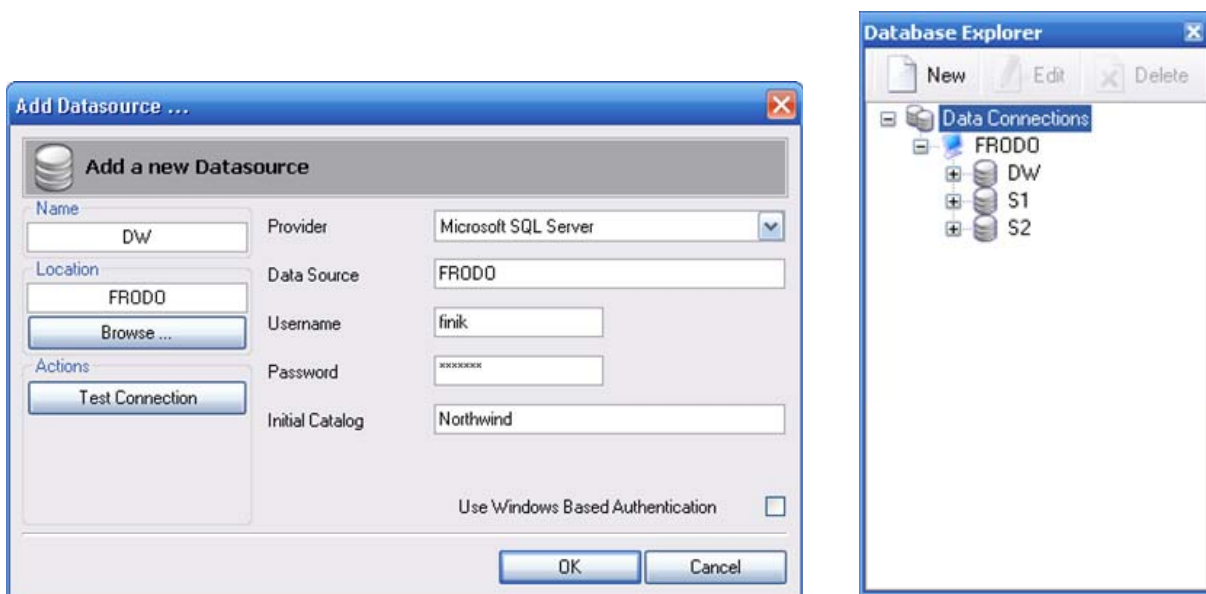 Add Datasource ...
Add a new Datasource
Name
DW
Location
FRODO
Browse ...
Actions
Test Connection
Provider
Microsoft SQL Server
Data Source
FRODO
Username
finik
Password
*******
Initial Catalog
Northwind
Use Windows Based Authentication
OK
Cancel
Database Explorer
New
Edit
Delete
Data Connections
FRODO
DW
S1
S2